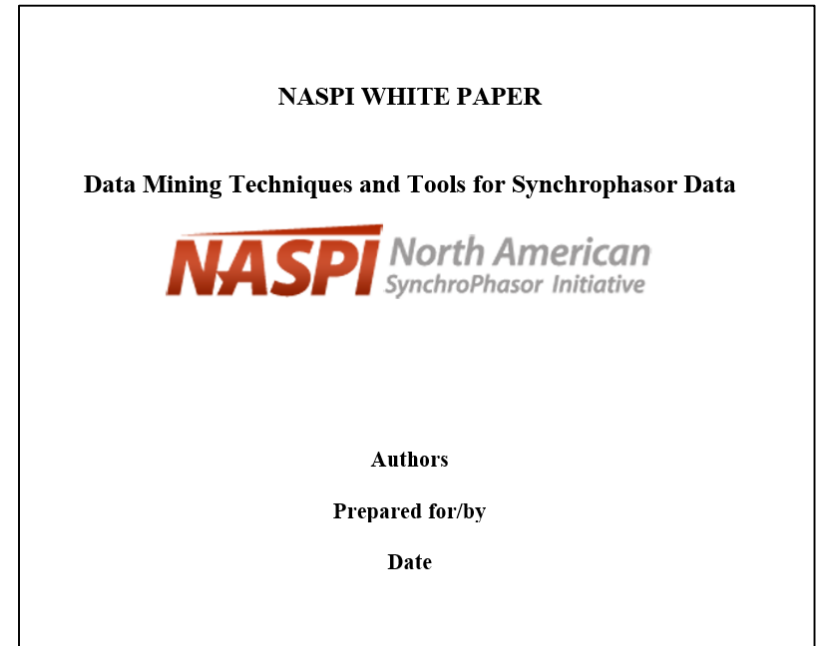 NASPI WHITE PAPER
Data Mining Techniques and Tools for Synchrophasor Data
NASPI North American
SynchroPhasor Initiative
Authors
Prepared for/by
Date